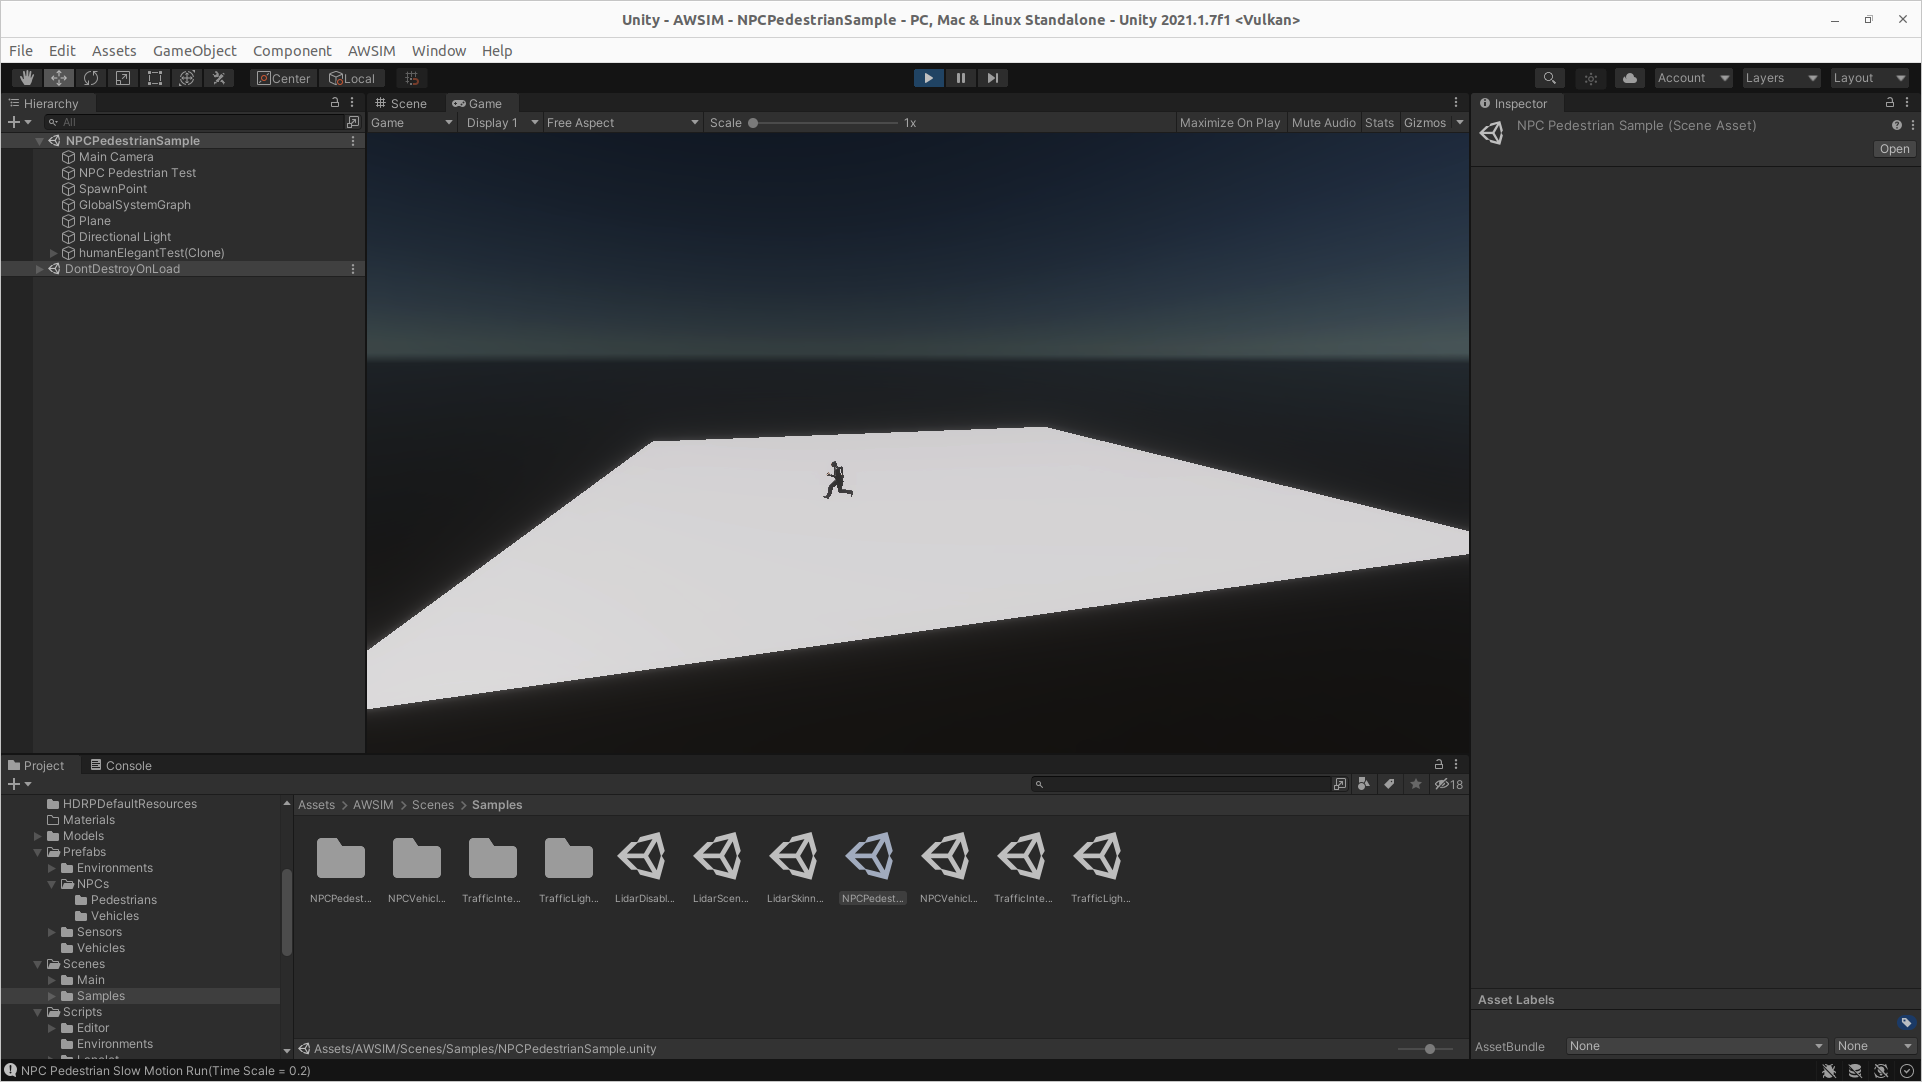 Unity - AWSIM - NPCPedestrianSample - PC, Mac & Linux Standalone - Unity 2021.1.7f1 <Vulkan>
File Edit Assets GameObject Component AWSIM Window Help
Center Local Account Layers Layout
Hierarchy
All
NPCPedestrianSample
Main Camera
NPC Pedestrian Test
SpawnPoint
GlobalSystemGraph
Plane
Directional Light
humanElegantTest(Clone)
DontDestroyOnLoad
Scene Game
Game Display 1 Free Aspect Scale 1x Maximize On Play Mute Audio Stats Gizmos
Inspector
NPC Pedestrian Sample (Scene Asset)
Open
Project Console
18
HDRPDefaultResources
Materials
Models
Prefabs
Environments
NPCs
Pedestrians
Vehicles
Sensors
Vehicles
Scenes
Main
Samples
Scripts
Editor
Environments
Assets > AWSIM > Scenes > Samples
NPCPedest... NPCVehicl... TrafficInte... TrafficLigh... LidarDisabl... LidarScen... LidarSkinn... NPCPedest... NPCVehicl... TrafficInte... TrafficLigh...
Assets/AWSIM/Scenes/Samples/NPCPedestrianSample.unity
Asset Labels
AssetBundle None None
NPC Pedestrian Slow Motion Run(Time Scale = 0.2)